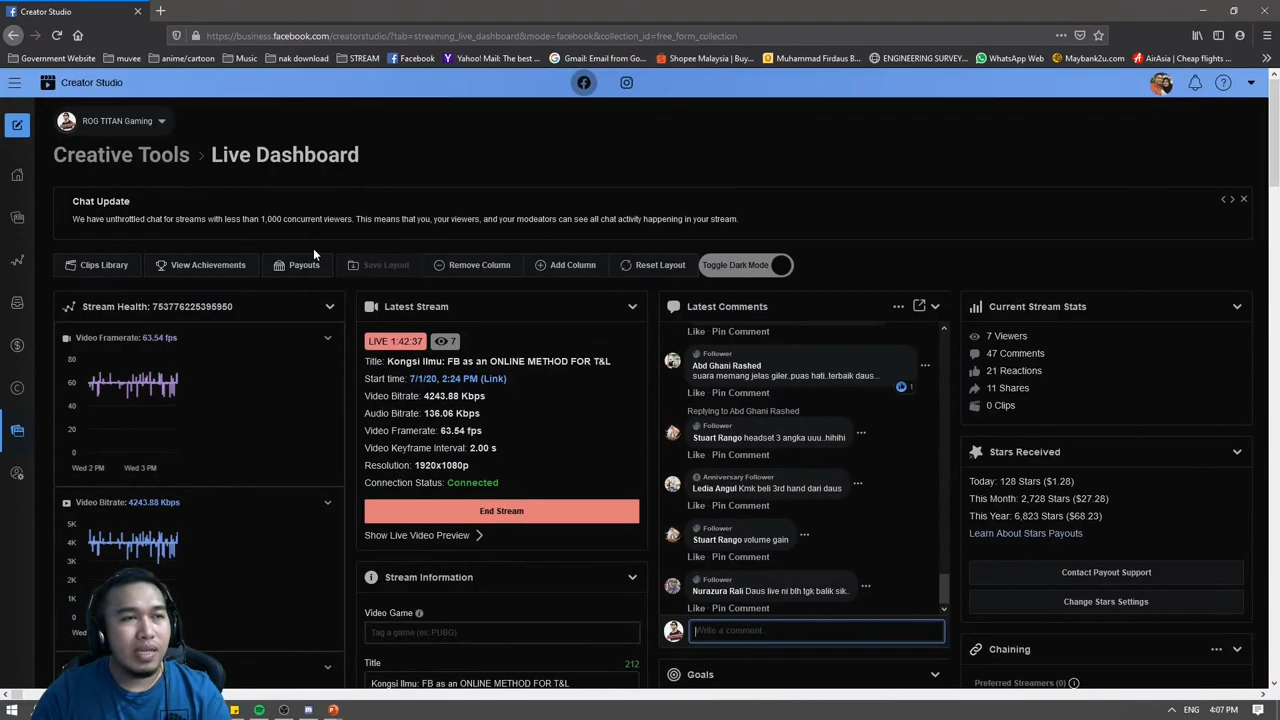 Creator Studio
https://business.facebook.com/creatorstudio/?tab=streaming_live_dashboard&mode=facebook&collection_id=free_form_collection
Government Website
muvee
anime/cartoon
Music
nak download
STREAM
Facebook
Yahoo! Mail: The best ...
Gmail: Email from Go...
Shopee Malaysia | Buy...
Muhammad Firdaus B...
ENGINEERING SURVEY...
WhatsApp Web
Maybank2u.com
AirAsia | Cheap flights ...
Creator Studio
ROG TITAN Gaming
Creative Tools > Live Dashboard
Chat Update
We have unthrottled chat for streams with less than 1,000 concurrent viewers. This means that you, your viewers, and your modeators can see all chat activity happening in your stream.
Clips Library
View Achievements
Payouts
Save Layout
Remove Column
Add Column
Reset Layout
Toggle Dark Mode
Stream Health: 753776225395950
Video Framerate: 63.54 fps
80
60
40
20
0
Wed 2 PM
Wed 3 PM
Video Bitrate: 4243.88 Kbps
5K
4K
3K
2K
Wed
Latest Stream
LIVE 1:42:37
7
Title: Kongsi Ilmu: FB as an ONLINE METHOD FOR T&L
Start time: 7/1/20, 2:24 PM (Link)
Video Bitrate: 4243.88 Kbps
Audio Bitrate: 136.06 Kbps
Video Framerate: 63.54 fps
Video Keyframe Interval: 2.00 s
Resolution: 1920x1080p
Connection Status: Connected
End Stream
Show Live Video Preview
Stream Information
Video Game
Tag a game (ex: PUBG)
Title
212
Kongsi Ilmu: FB as an ONLINE METHOD FOR T&L
Latest Comments
Like · Pin Comment
Follower
Abd Ghani Rashed
suara memang jelas giler..puas hati..terbaik daus...
1
Like · Pin Comment
Replying to Abd Ghani Rashed
Follower
Stuart Rango headset 3 angka uuu..hihihi
Like · Pin Comment
Anniversary Follower
Ledia Angul Kmk beli 3rd hand dari daus
Like · Pin Comment
Follower
Stuart Rango volume gain
Like · Pin Comment
Follower
Nurazura Rali Daus live ni blh tgk balik sik..
Like · Pin Comment
Write a comment...
Goals
Current Stream Stats
7 Viewers
47 Comments
21 Reactions
11 Shares
0 Clips
Stars Received
Today: 128 Stars ($1.28)
This Month: 2,728 Stars ($27.28)
This Year: 6,823 Stars ($68.23)
Learn About Stars Payouts
Contact Payout Support
Change Stars Settings
Chaining
Preferred Streamers (0)
ENG
4:07 PM